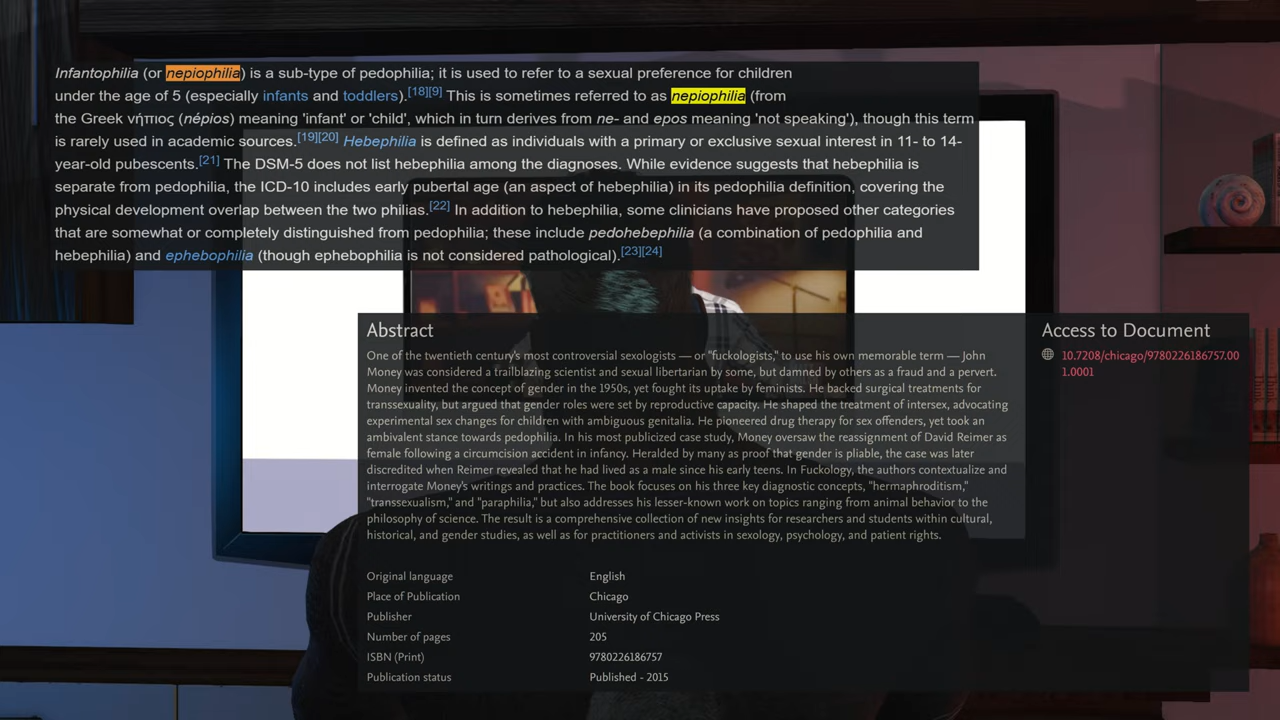 Infantophilia (or nepiophilia) is a sub-type of pedophilia; it is used to refer to a sexual preference for children
under the age of 5 (especially infants and toddlers).[18][9] This is sometimes referred to as nepiophilia (from
the Greek νήπιος (népios) meaning 'infant' or 'child', which in turn derives from ne- and epos meaning 'not speaking'), though this term
is rarely used in academic sources.[19][20] Hebephilia is defined as individuals with a primary or exclusive sexual interest in 11- to 14-
year-old pubescents.[21] The DSM-5 does not list hebephilia among the diagnoses. While evidence suggests that hebephilia is
separate from pedophilia, the ICD-10 includes early pubertal age (an aspect of hebephilia) in its pedophilia definition, covering the
physical development overlap between the two philias.[22] In addition to hebephilia, some clinicians have proposed other categories
that are somewhat or completely distinguished from pedophilia; these include pedohebephilia (a combination of pedophilia and
hebephilia) and ephebophilia (though ephebophilia is not considered pathological).[23][24]
Abstract
One of the twentieth century's most controversial sexologists — or "fuckologists," to use his own memorable term — John
Money was considered a trailblazing scientist and sexual libertarian by some, but damned by others as a fraud and a pervert.
Money invented the concept of gender in the 1950s, yet fought its uptake by feminists. He backed surgical treatments for
transsexuality, but argued that gender roles were set by reproductive capacity. He shaped the treatment of intersex, advocating
experimental sex changes for children with ambiguous genitalia. He pioneered drug therapy for sex offenders, yet took an
ambivalent stance towards pedophilia. In his most publicized case study, Money oversaw the reassignment of David Reimer as
female following a circumcision accident in infancy. Heralded by many as proof that gender is pliable, the case was later
discredited when Reimer revealed that he had lived as a male since his early teens. In Fuckology, the authors contextualize and
interrogate Money's writings and practices. The book focuses on his three key diagnostic concepts, "hermaphroditism,"
"transsexualism," and "paraphilia," but also addresses his lesser-known work on topics ranging from animal behavior to the
philosophy of science. The result is a comprehensive collection of new insights for researchers and students within cultural,
historical, and gender studies, as well as for practitioners and activists in sexology, psychology, and patient rights.
Access to Document
10.7208/chicago/9780226186757.00
1.0001
Original language English
Place of Publication Chicago
Publisher University of Chicago Press
Number of pages 205
ISBN (Print) 9780226186757
Publication status Published - 2015